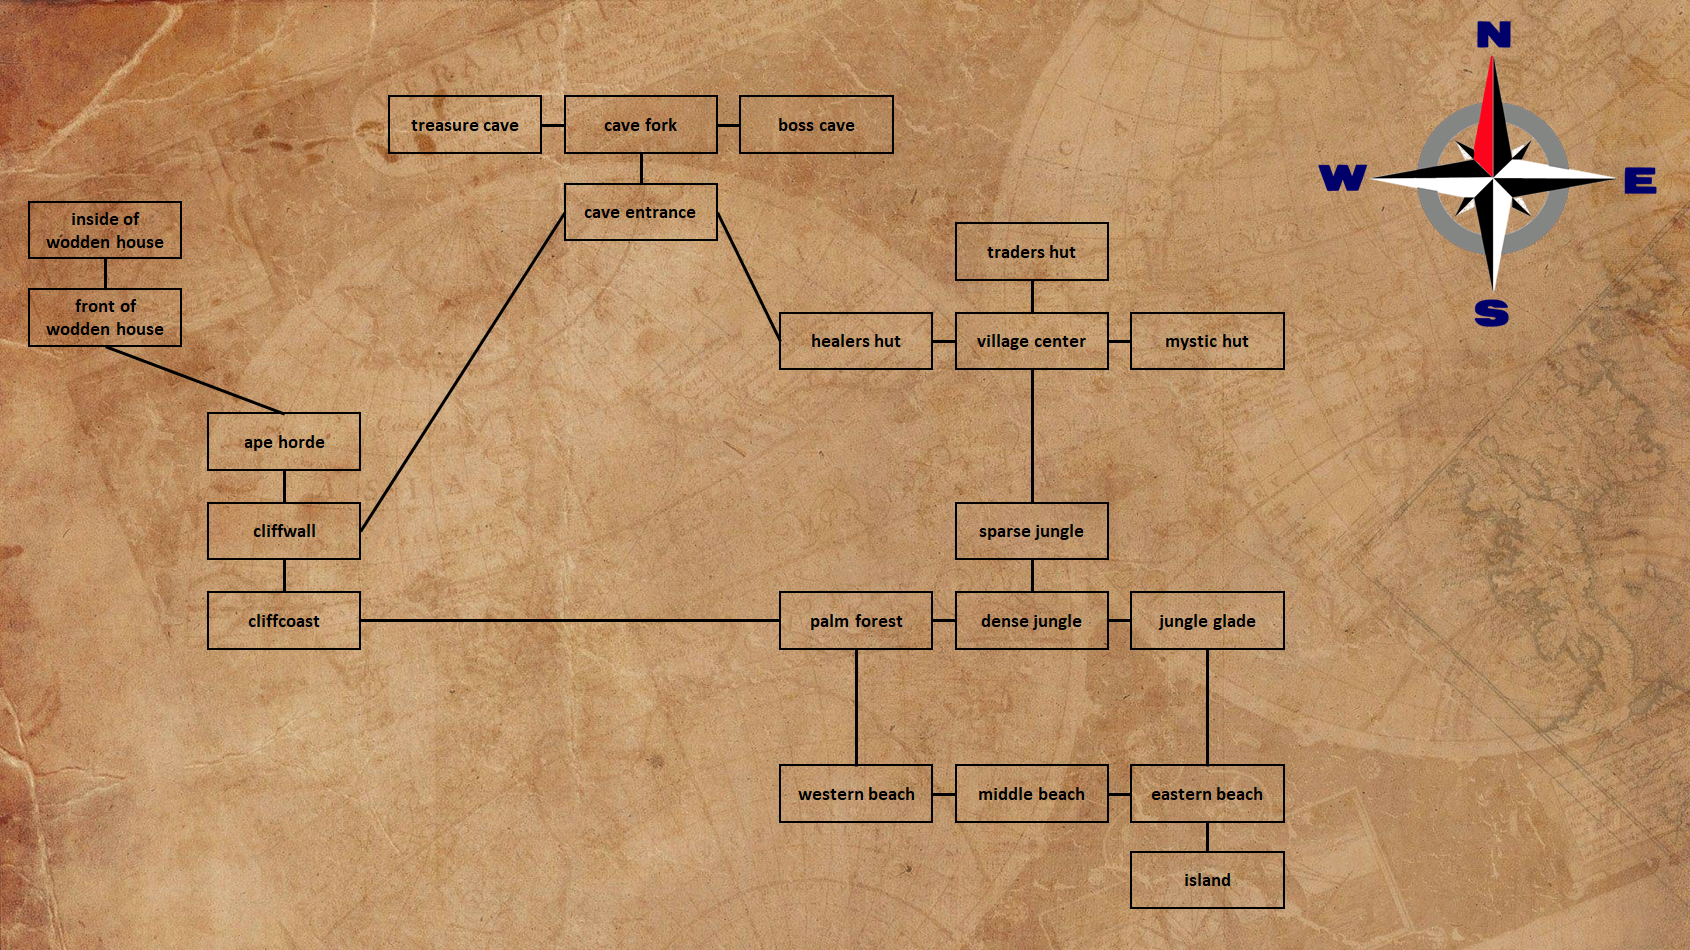 N
treasure cave
cave fork
boss cave
W
E
cave entrance
inside of
wodden house
traders hut
front of
wodden house
S
healers hut
village center
mystic hut
ape horde
cliffwall
sparse jungle
cliffcoast
palm forest
dense jungle
jungle glade
western beach
middle beach
eastern beach
island